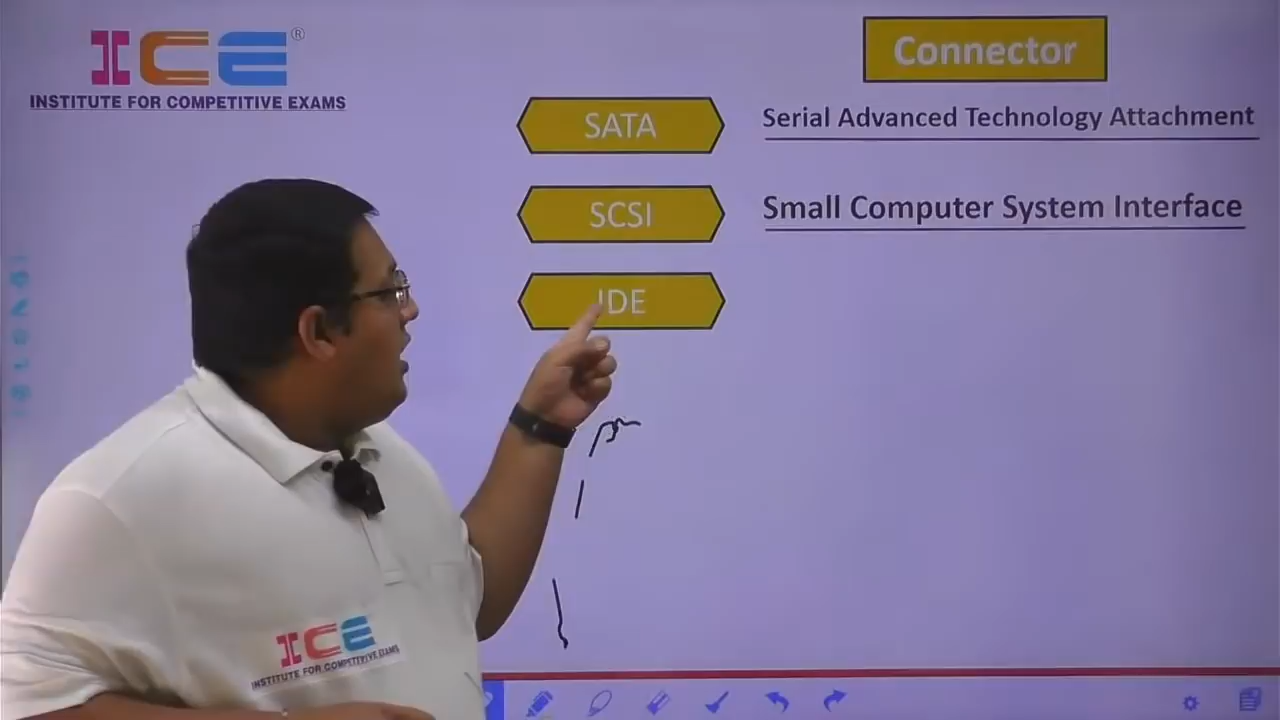 ICE®
INSTITUTE FOR COMPETITIVE EXAMS
Connector
SATA
Serial Advanced Technology Attachment
SCSI
Small Computer System Interface
IDE
ICE
INSTITUTE FOR COMPETITIVE EXAMS